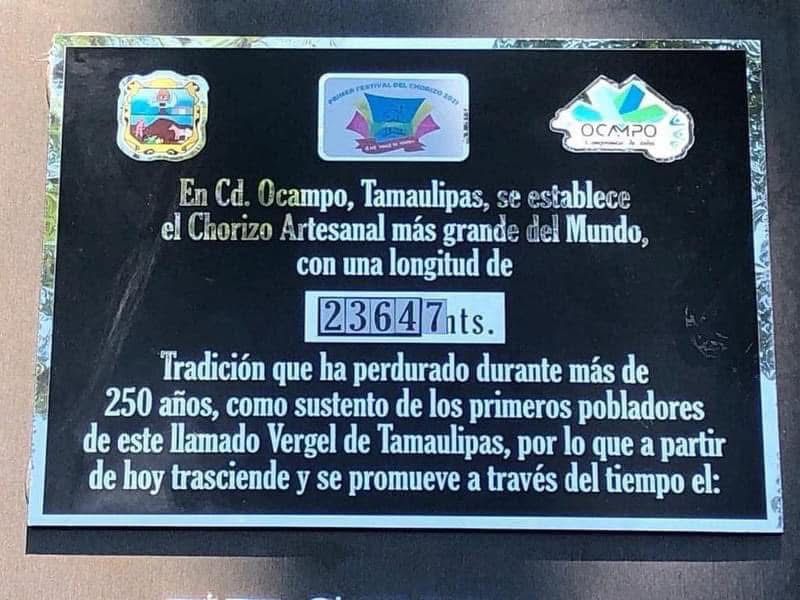 PRIMER FESTIVAL DEL CHORIZO 2021
OCAMPO
En Cd. Ocampo, Tamaulipas, se establece
el Chorizo Artesanal más grande del Mundo,
con una longitud de
23647 mts.
Tradición que ha perdurado durante más de
250 años, como sustento de los primeros pobladores
de este llamado Vergel de Tamaulipas, por lo que a partir
de hoy trasciende y se promueve a través del tiempo el: